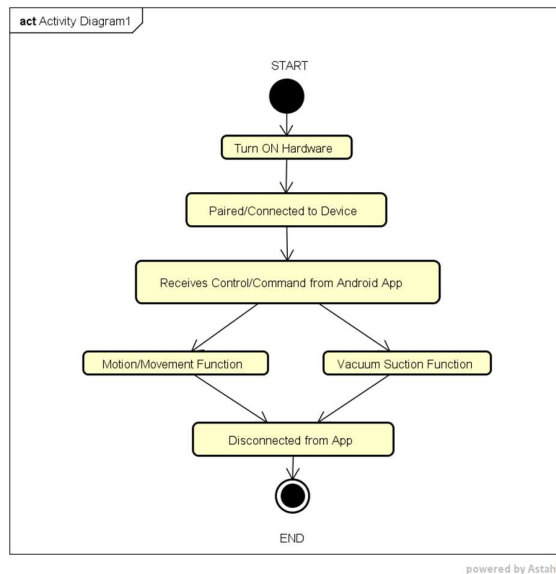 act Activity Diagram1
START
Turn ON Hardware
Paired/Connected to Device
Receives Control/Command from Android App
Motion/Movement Function
Vacuum Suction Function
Disconnected from App
END
powered by Astah